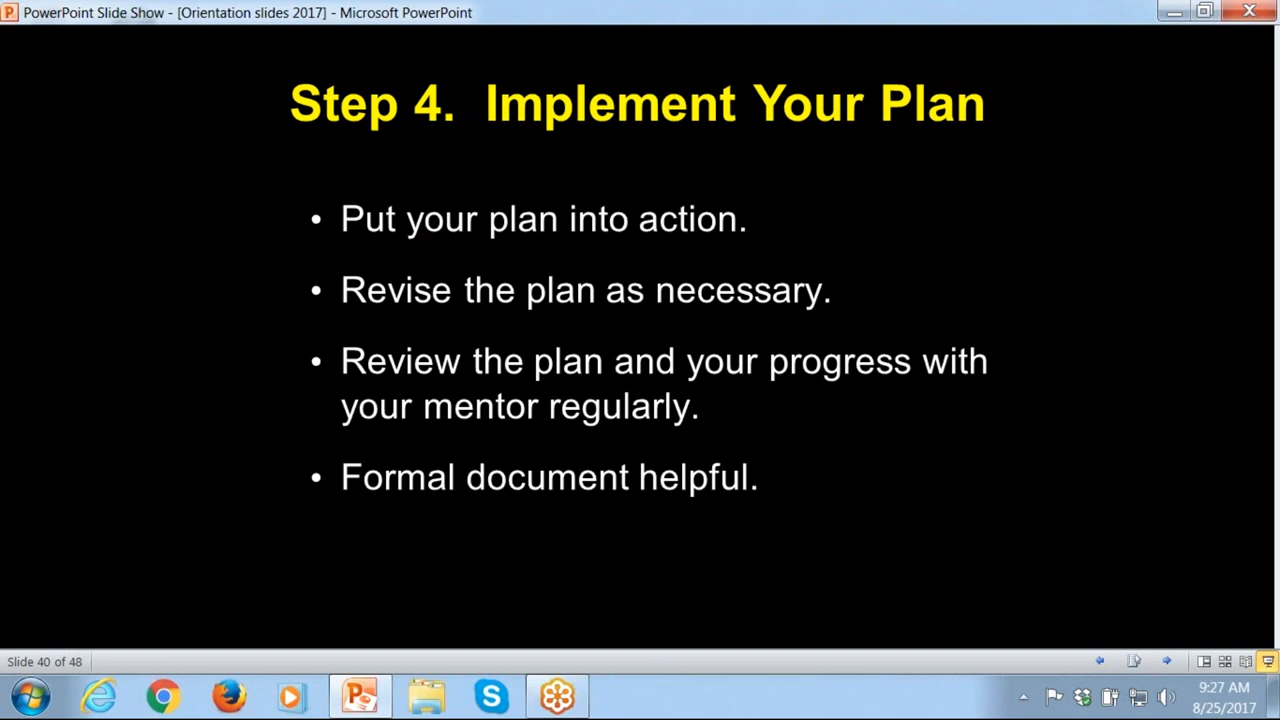 PowerPoint Slide Show - [Orientation slides 2017] - Microsoft PowerPoint
Step 4. Implement Your Plan
• Put your plan into action.
• Revise the plan as necessary.
• Review the plan and your progress with
your mentor regularly.
• Formal document helpful.
Slide 40 of 48
9:27 AM
8/25/2017